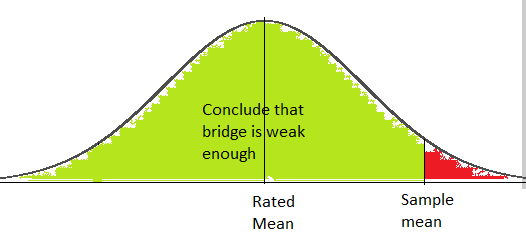 Conclude that
bridge is weak
enough
Rated
Mean
Sample
mean